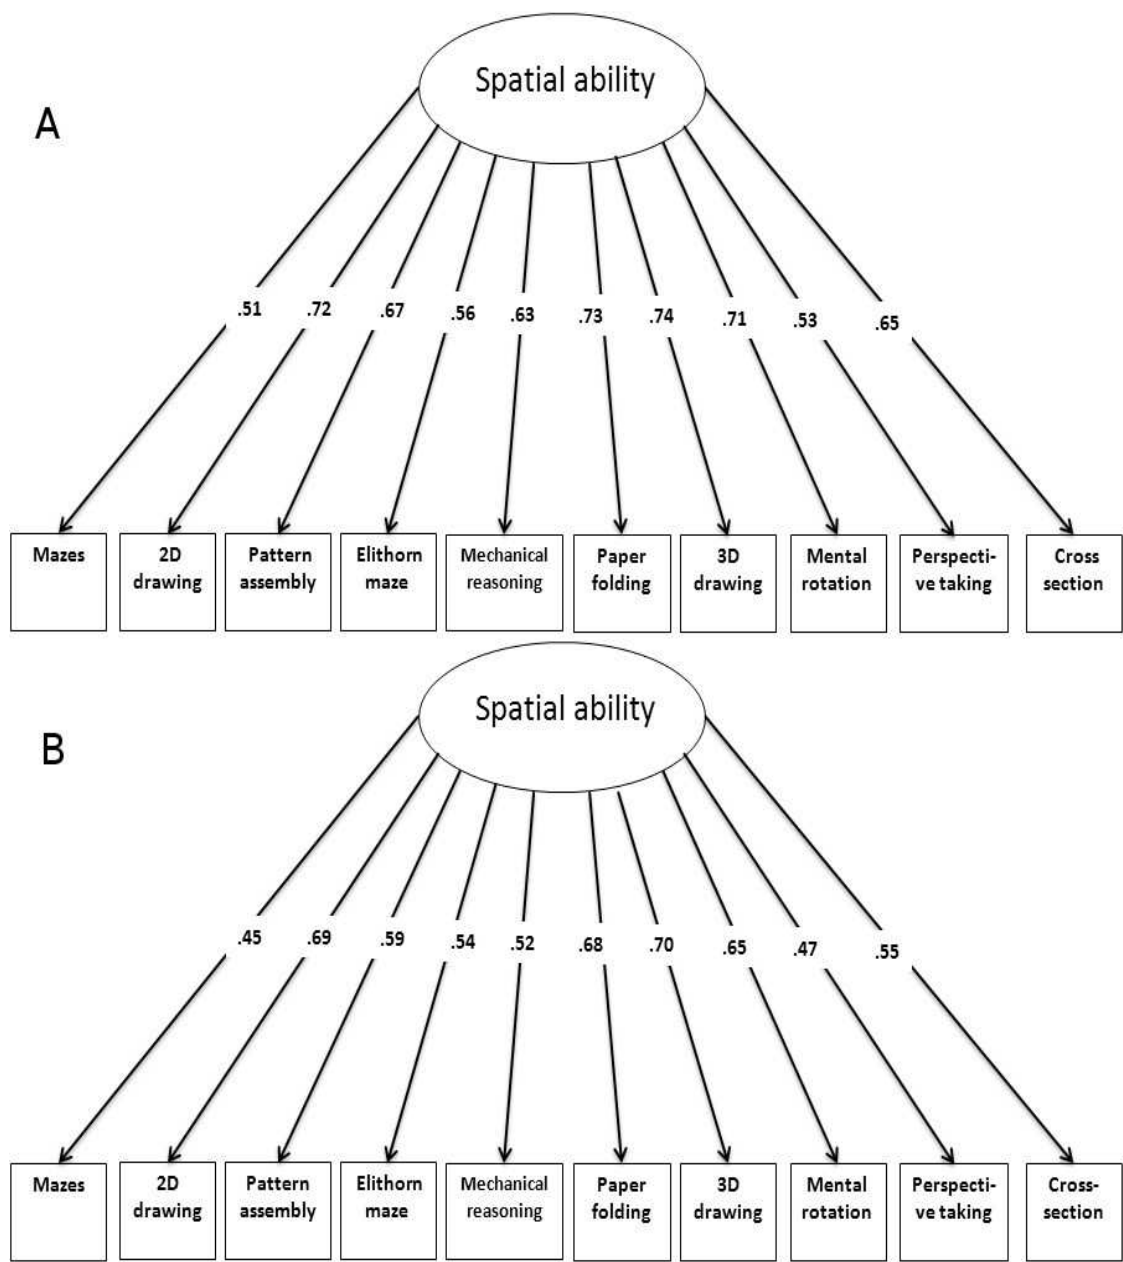 Spatial ability
A
.51 .72 .67 .56 .63 .73 .74 .71 .53 .65
Mazes
2D
drawing
Pattern
assembly
Elithorn
maze
Mechanical
reasoning
Paper
folding
3D
drawing
Mental
rotation
Perspecti-
ve taking
Cross
section
Spatial ability
B
.45 .69 .59 .54 .52 .68 .70 .65 .47 .55
Mazes
2D
drawing
Pattern
assembly
Elithorn
maze
Mechanical
reasoning
Paper
folding
3D
drawing
Mental
rotation
Perspecti-
ve taking
Cross-
section